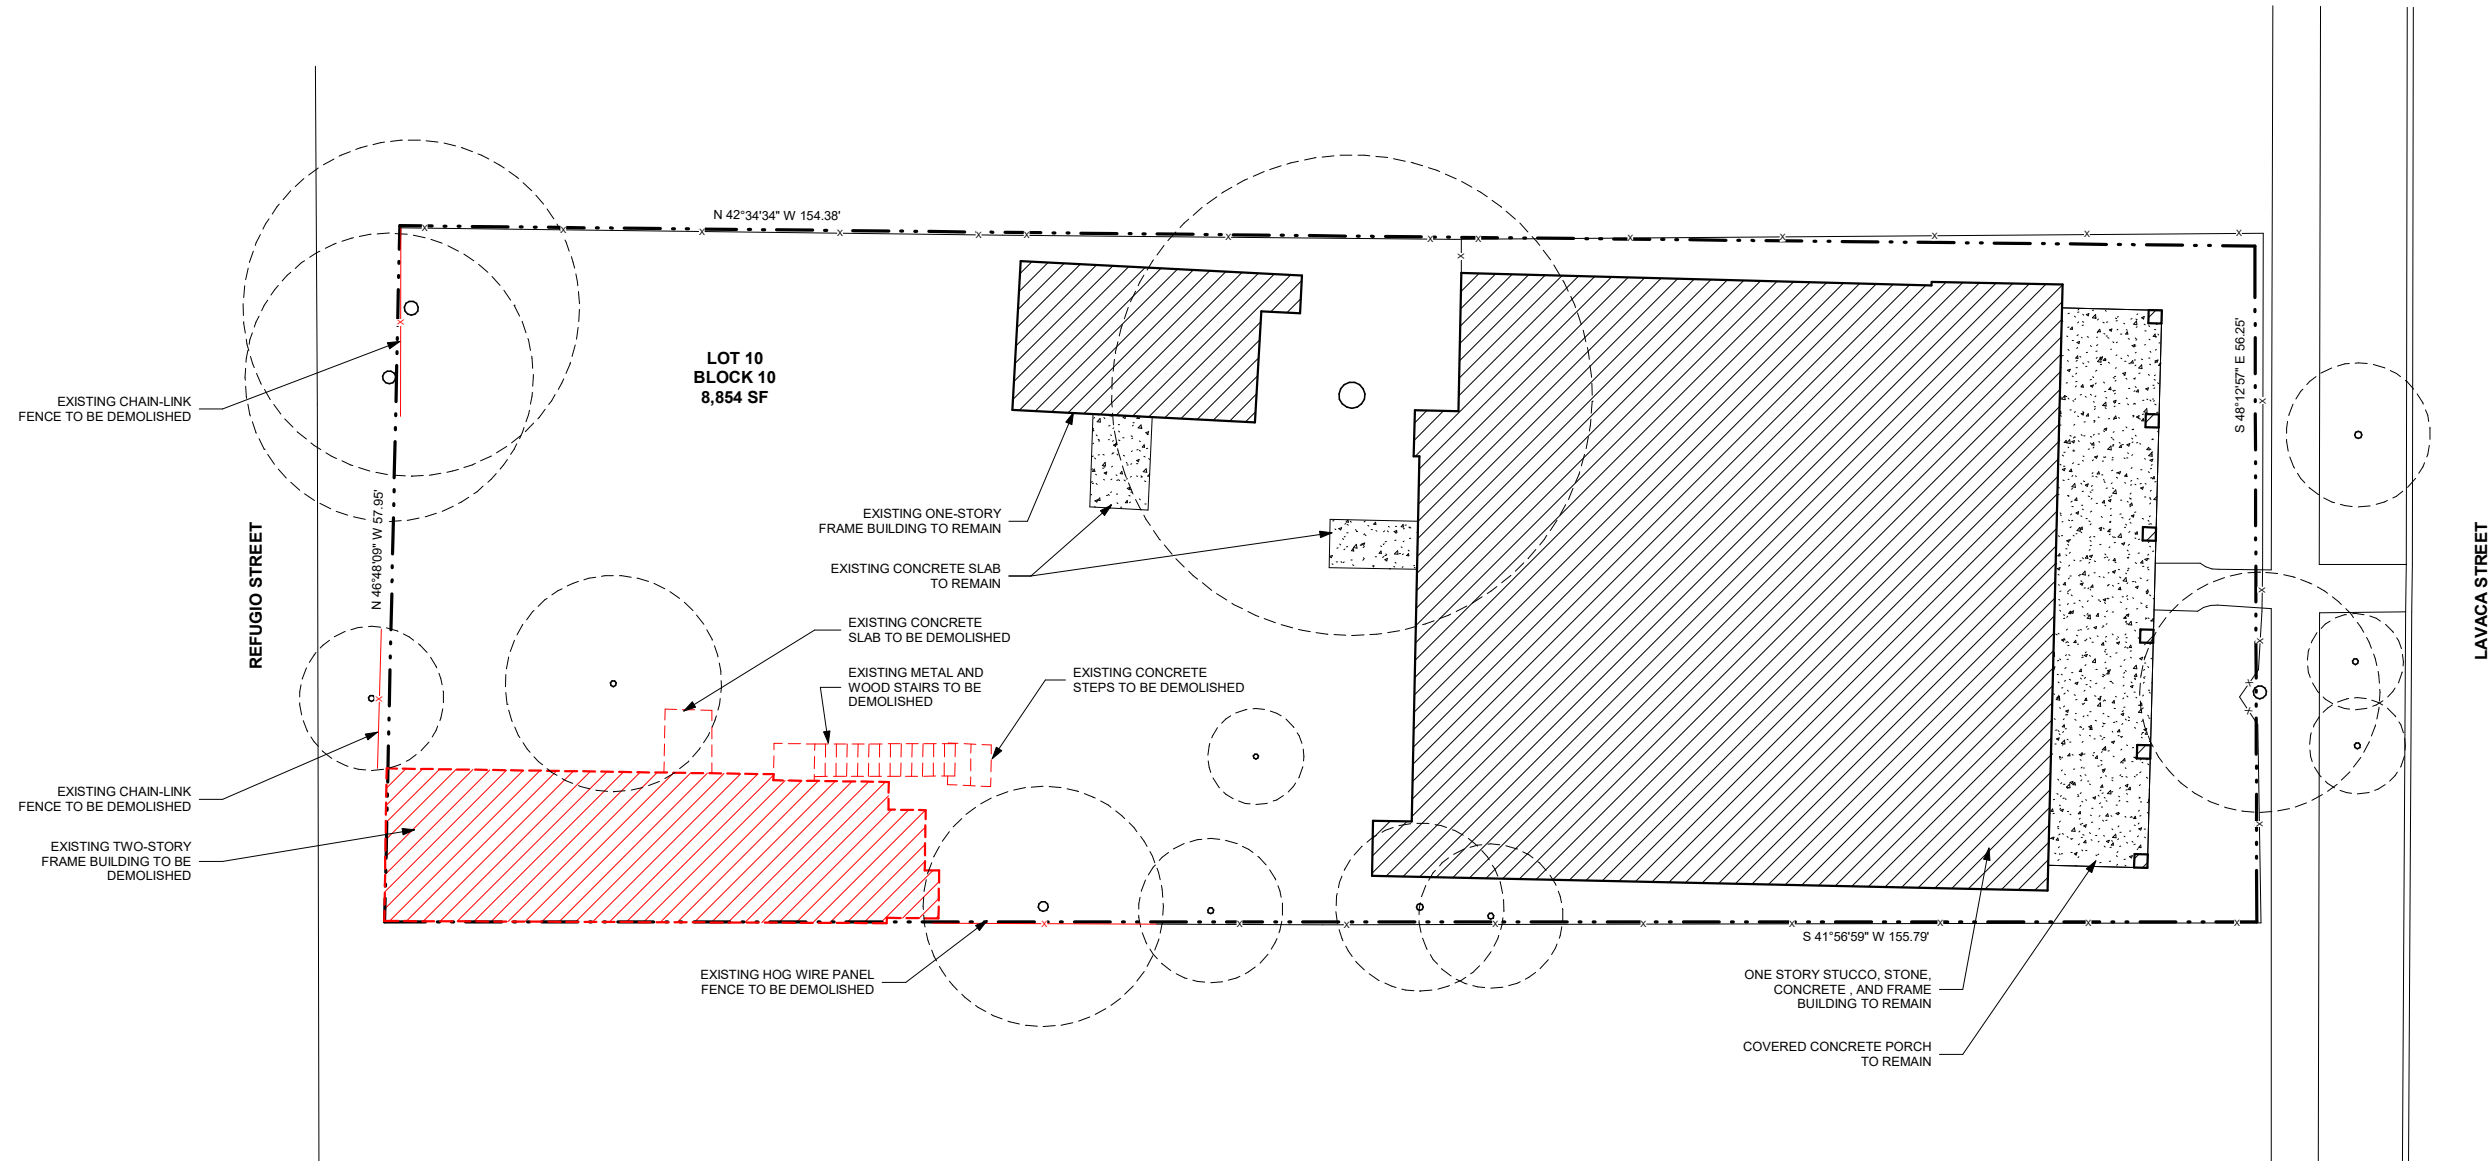 N 42°34'34" W 154.38'
LOT 10
BLOCK 10
8,854 SF
S 48°12'57" E 56.25'
EXISTING CHAIN-LINK
FENCE TO BE DEMOLISHED
N 46°48'09" W 57.95'
REFUGIO STREET
LAVACA STREET
EXISTING ONE-STORY
FRAME BUILDING TO REMAIN
EXISTING CONCRETE SLAB
TO REMAIN
EXISTING CONCRETE
SLAB TO BE DEMOLISHED
EXISTING METAL AND
WOOD STAIRS TO BE
DEMOLISHED
EXISTING CONCRETE
STEPS TO BE DEMOLISHED
EXISTING CHAIN-LINK
FENCE TO BE DEMOLISHED
EXISTING TWO-STORY
FRAME BUILDING TO BE
DEMOLISHED
S 41°56'59" W 155.79'
EXISTING HOG WIRE PANEL
FENCE TO BE DEMOLISHED
ONE STORY STUCCO, STONE,
CONCRETE , AND FRAME
BUILDING TO REMAIN
COVERED CONCRETE PORCH
TO REMAIN